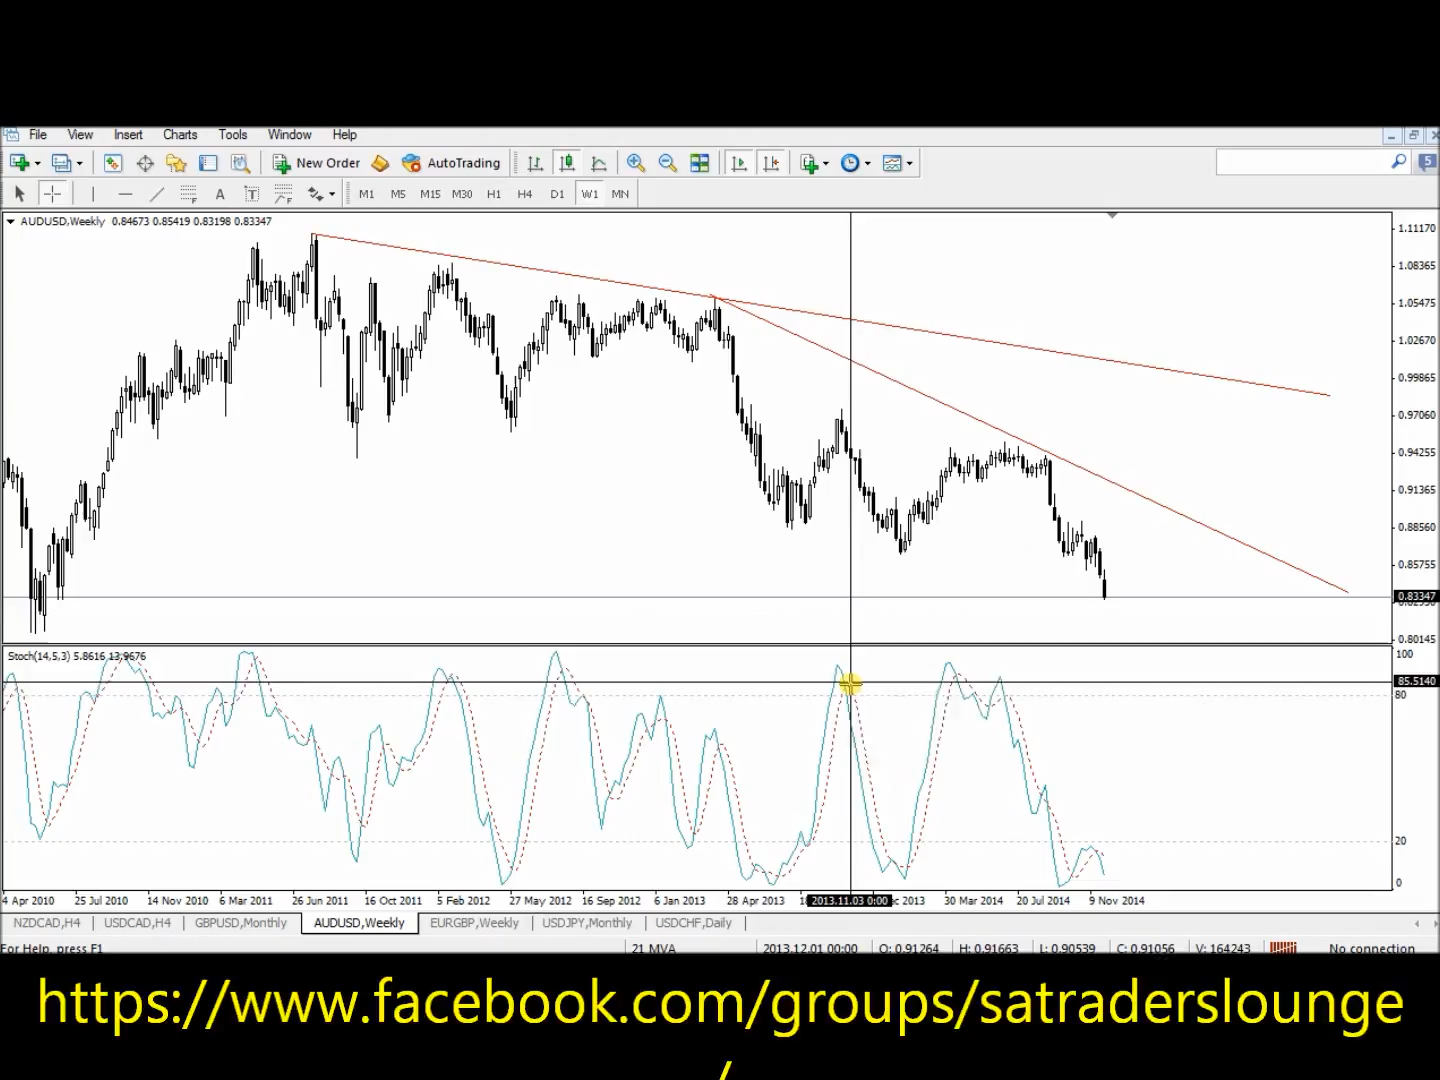 File View Insert Charts Tools Window Help
New Order AutoTrading 5
A T M1 M5 M15 M30 H1 H4 D1 W1 MN
AUDUSD,Weekly 0.84673 0.85419 0.83198 0.83347
1.11170
1.08365
1.05475
1.02670
0.99865
0.97060
0.94255
0.91365
0.88560
0.85755
0.83347
0.80145
Stoch(14,5,3) 5.8616 13.9676
100
85.5140
80
20
0
4 Apr 2010 25 Jul 2010 14 Nov 2010 6 Mar 2011 26 Jun 2011 16 Oct 2011 5 Feb 2012 27 May 2012 16 Sep 2012 6 Jan 2013 28 Apr 2013 2013.11.03 0:00 2013 30 Mar 2014 20 Jul 2014 9 Nov 2014
NZDCAD,H4 USDCAD,H4 GBPUSD,Monthly AUDUSD,Weekly EURGBP,Weekly USDJPY,Monthly USDCHF,Daily
For Help, press F1 21 MVA 2013.12.01 00:00 O: 0.91264 H: 0.91663 L: 0.90539 C: 0.91056 V: 164243 No connection
https://www.facebook.com/groups/satraderslounge
/